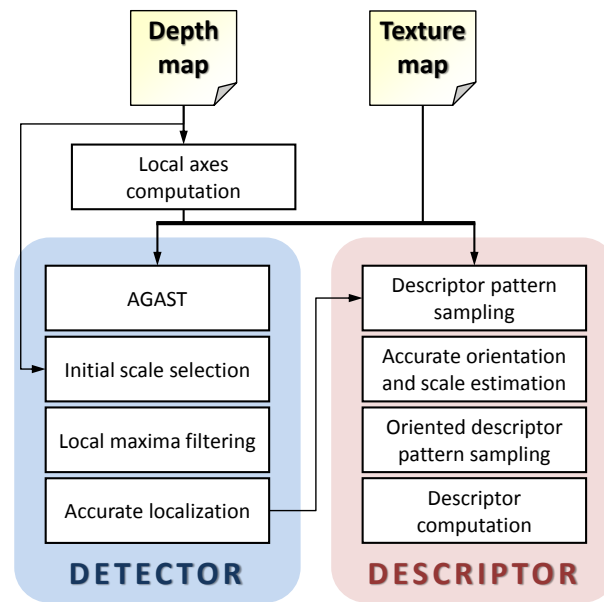 Depth
map
Texture
map
Local axes
computation
AGAST
Initial scale selection
Local maxima filtering
Accurate localization
DETECTOR
Descriptor pattern
sampling
Accurate orientation
and scale estimation
Oriented descriptor
pattern sampling
Descriptor
computation
DESCRIPTOR